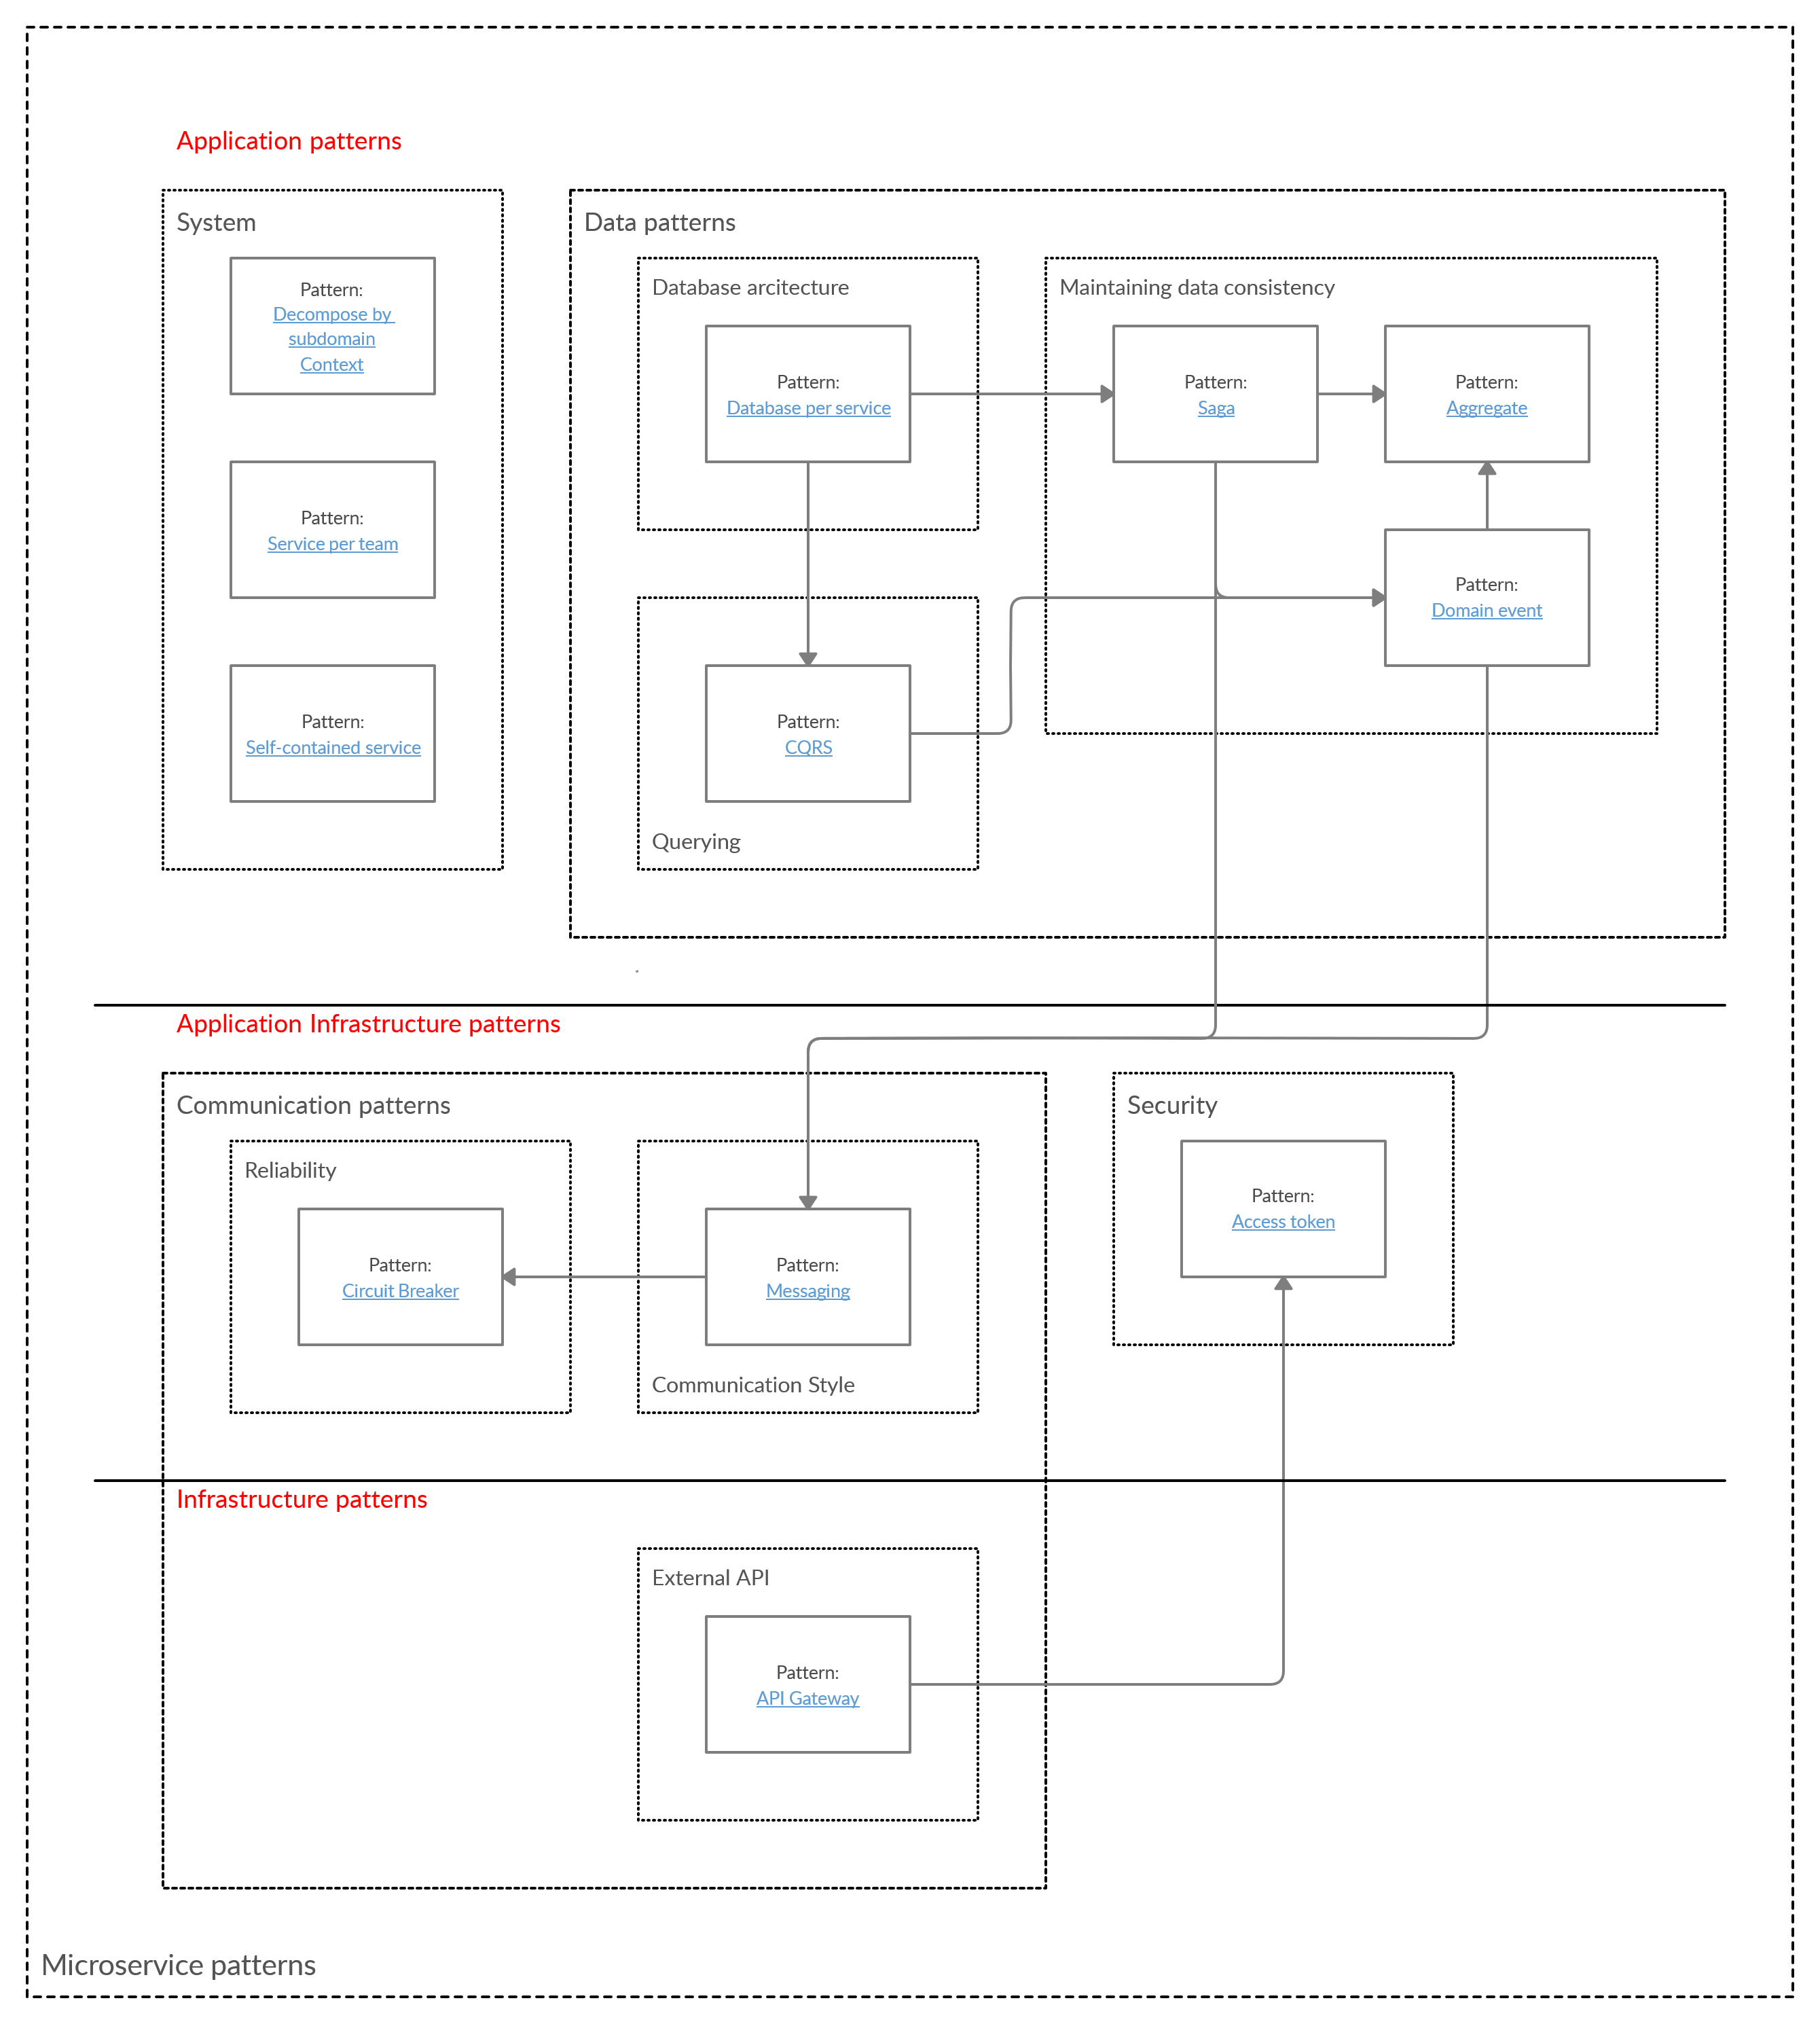 Application patterns
System
Pattern:
Decompose by
subdomain
Context
Pattern:
Service per team
Pattern:
Self-contained service
Data patterns
Database arcitecture
Pattern:
Database per service
Maintaining data consistency
Pattern:
Saga
Pattern:
Aggregate
Pattern:
Domain event
Pattern:
CQRS
Querying
Application Infrastructure patterns
Communication patterns
Reliability
Pattern:
Circuit Breaker
Pattern:
Messaging
Communication Style
Security
Pattern:
Access token
Infrastructure patterns
External API
Pattern:
API Gateway
Microservice patterns